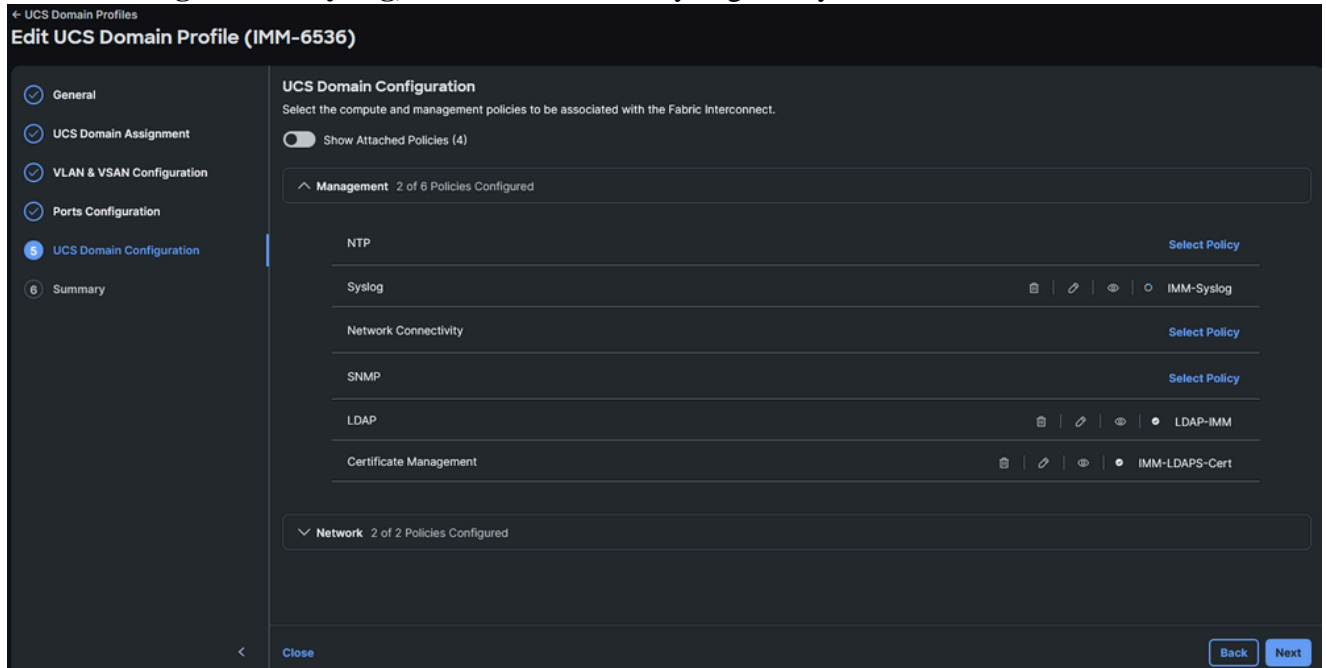 ← UCS Domain Profiles
Edit UCS Domain Profile (IMM-6536)
General
UCS Domain Assignment
VLAN & VSAN Configuration
Ports Configuration
5 UCS Domain Configuration
6 Summary
UCS Domain Configuration
Select the compute and management policies to be associated with the Fabric Interconnect.
Show Attached Policies (4)
Management 2 of 6 Policies Configured
NTP Select Policy
Syslog IMM-Syslog
Network Connectivity Select Policy
SNMP Select Policy
LDAP LDAP-IMM
Certificate Management IMM-LDAPS-Cert
Network 2 of 2 Policies Configured
Close Back Next